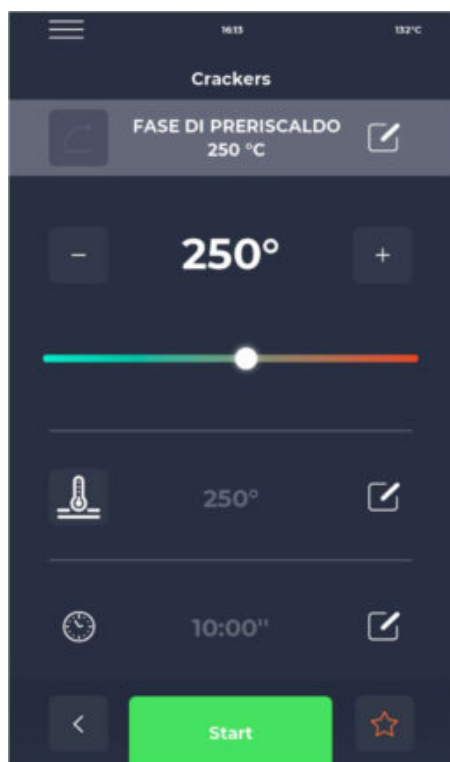 16:13
132°C
Crackers
FASE DI PRERISCALDO
250 °C
− 250° +
250°
10:00''
Start